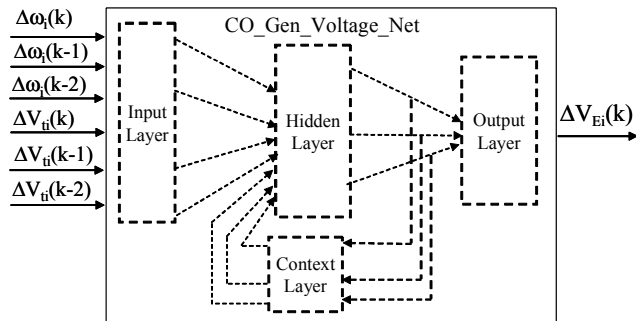 CO_Gen_Voltage_Net
Δωᵢ(k)
Δωᵢ(k-1)
Δωᵢ(k-2)
ΔVₜᵢ(k)
ΔVₜᵢ(k-1)
ΔVₜᵢ(k-2)
Input
Layer
Hidden
Layer
Output
Layer
Context
Layer
ΔV_Ei(k)